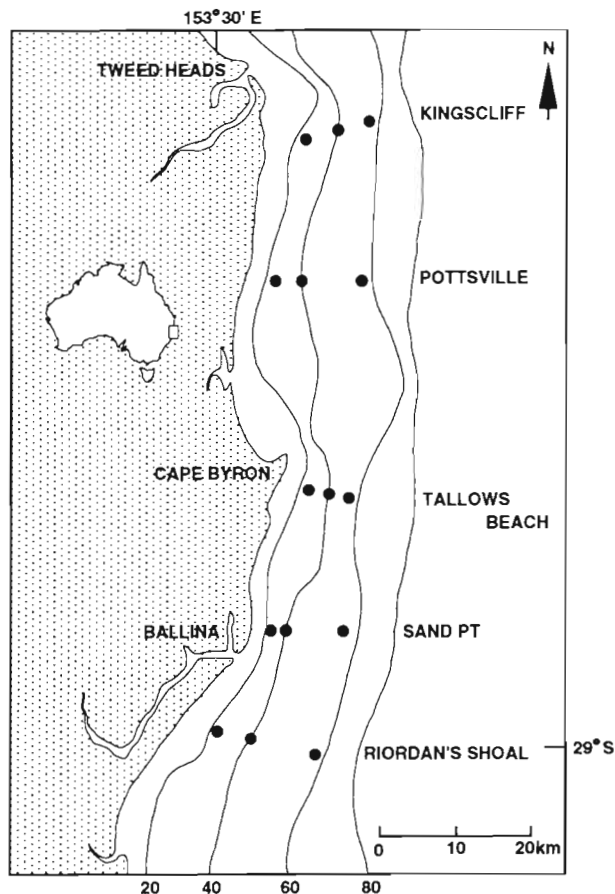 153°30' E
TWEED HEADS
N
KINGSCLIFF
POTTSVILLE
CAPE BYRON
TALLOWS
BEACH
BALLINA
SAND PT
RIORDAN'S SHOAL
29°S
0 10 20km
20 40 60 80